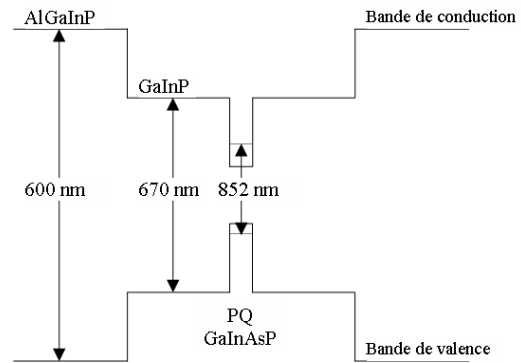 AlGaInP
Bande de conduction
GaInP
600 nm
670 nm
852 nm
PQ
GaInAsP
Bande de valence